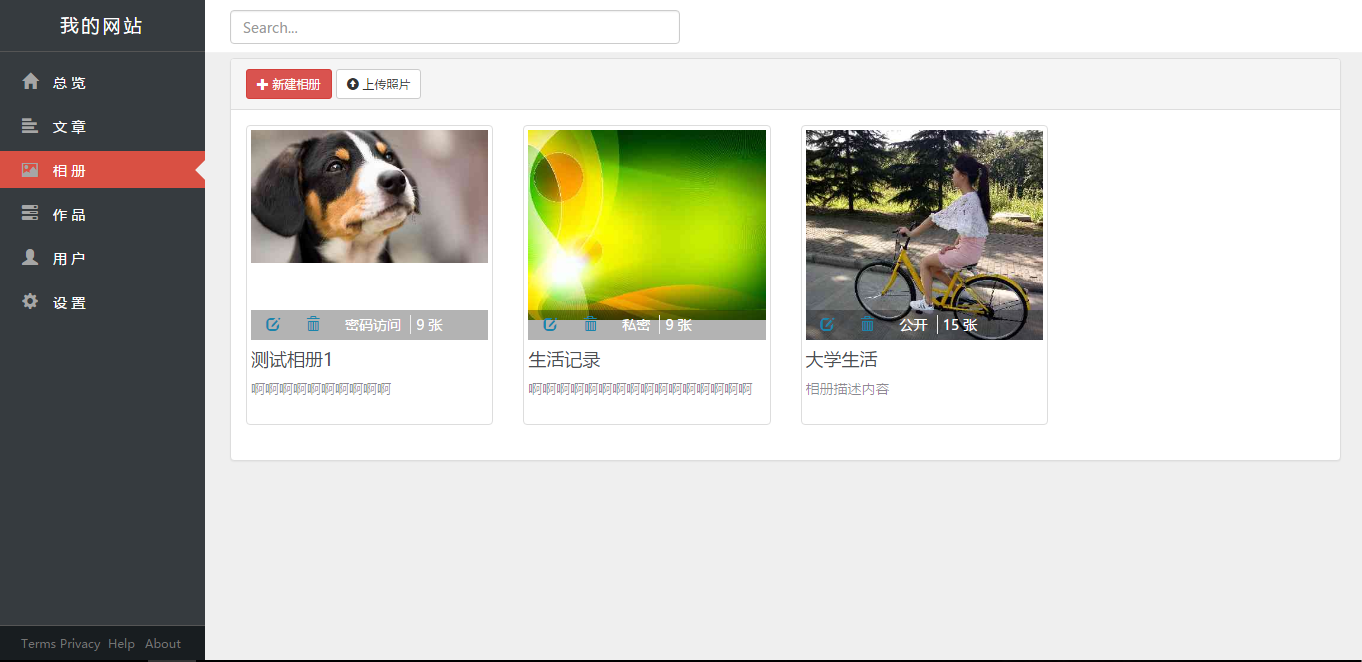 我的网站
Search...
总览
文章
相册
作品
用户
设置
新建相册 上传照片
密码访问 9 张
测试相册1
啊啊啊啊啊啊啊啊啊啊
私密 9 张
生活记录
啊啊啊啊啊啊啊啊啊啊啊啊啊啊啊啊
公开 15 张
大学生活
相册描述内容
Terms Privacy Help About